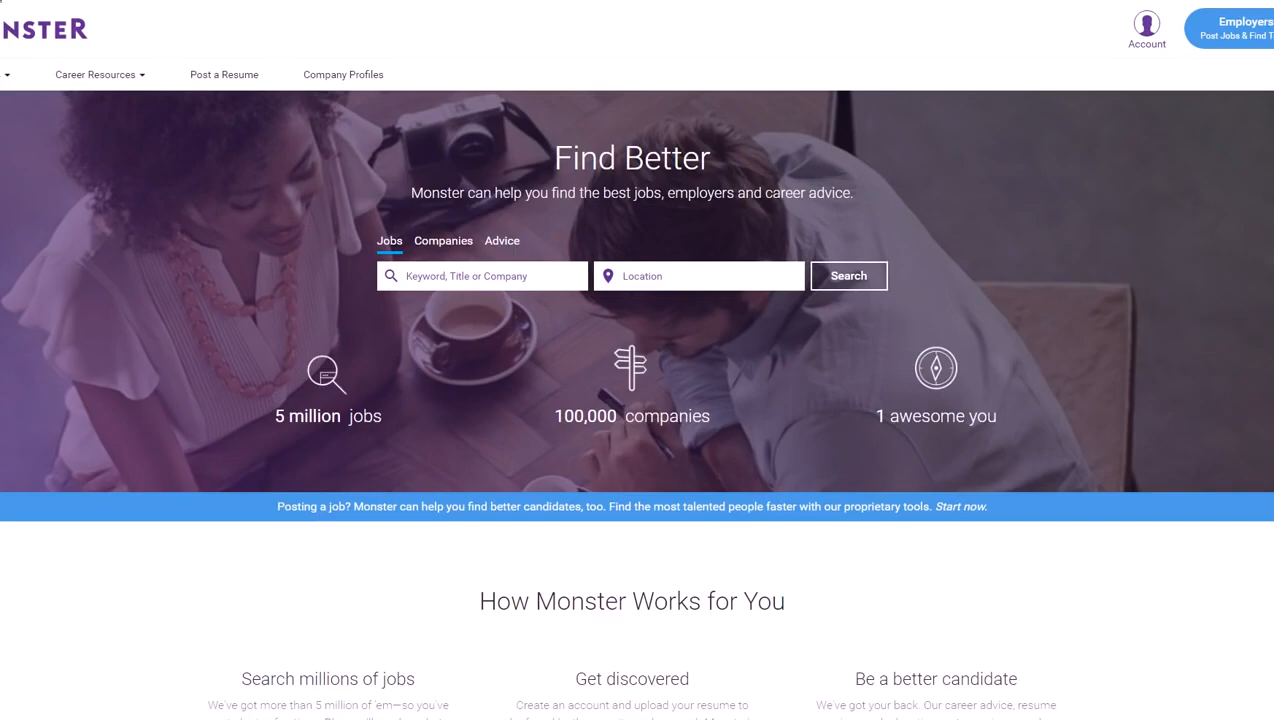 NSTER
Account
Employers
Post Jobs & Find T
Career Resources
Post a Resume
Company Profiles
Find Better
Monster can help you find the best jobs, employers and career advice.
Jobs Companies Advice
Keyword, Title or Company
Location
Search
5 million jobs
100,000 companies
1 awesome you
Posting a job? Monster can help you find better candidates, too. Find the most talented people faster with our proprietary tools. Start now.
How Monster Works for You
Search millions of jobs
Get discovered
Be a better candidate
We've got more than 5 million of 'em—so you've
Create an account and upload your resume to
We've got your back. Our career advice, resume